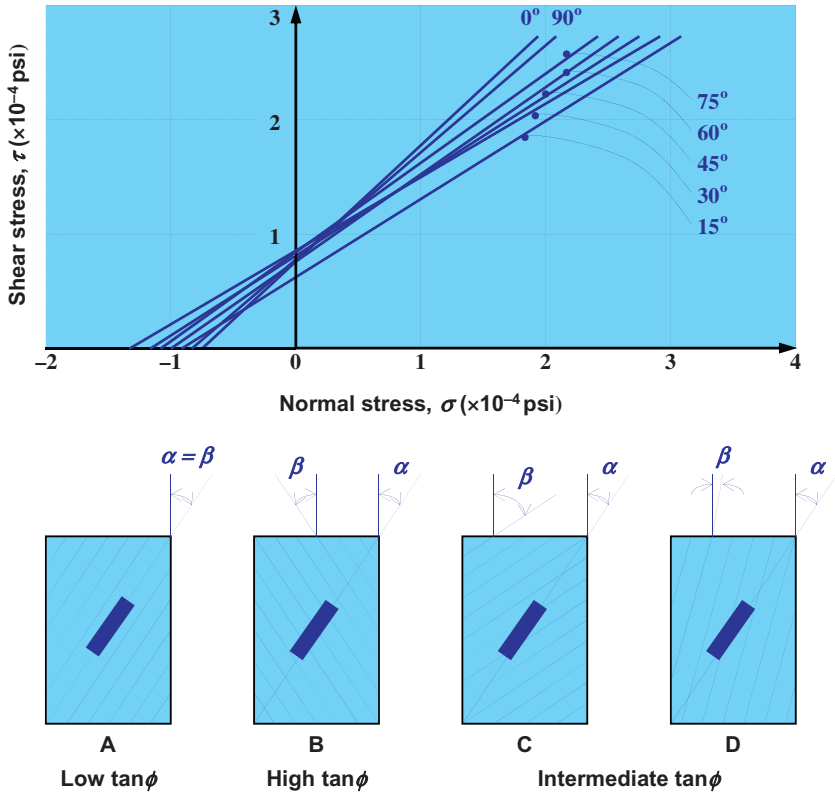 3
0° 90°
75°
2
60°
45°
30°
1
15°
Shear stress, τ (×10⁻⁴ psi)
−2 −1 0 1 2 3 4
Normal stress, σ (×10⁻⁴ psi)
α = β
β α
β α
β α
A B C D
Low tanϕ High tanϕ Intermediate tanϕ